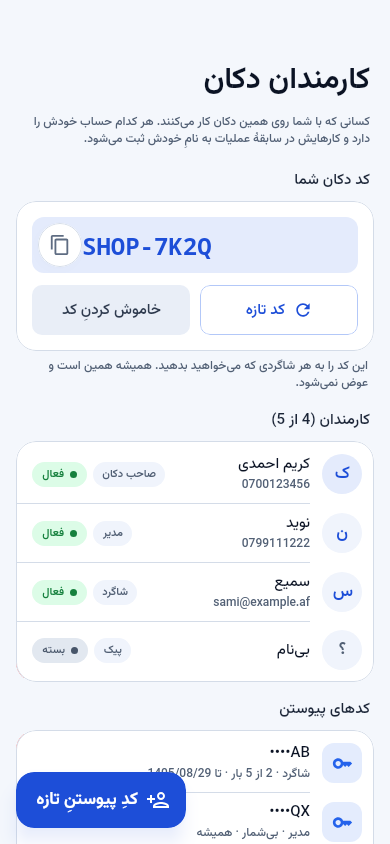 کارمندان دکان
کسانی که با شما روی همین دکان کار می‌کنند. هر کدام حساب خودش را
دارد و کارهایش در سابقهٔ عملیات به نامِ خودش ثبت می‌شود.
کد دکان شما
SHOP-7K2Q
کد تازه
خاموش کردنِ کد
این کد را به هر شاگردی که می‌خواهید بدهید. همیشه همین است و
عوض نمی‌شود.
کارمندان (4 از 5)
ک
کریم احمدی
صاحب دکان
فعال
0700123456
ن
نوید
مدیر
فعال
0799111222
س
سمیع
شاگرد
فعال
sami@example.af
؟
بی‌نام
پیک
بسته
کدهای پیوستن
••••AB
شاگرد · 2 از 5 بار · تا 1405/08/29
••••QX
مدیر · بی‌شمار · همیشه
کدِ پیوستنِ تازه